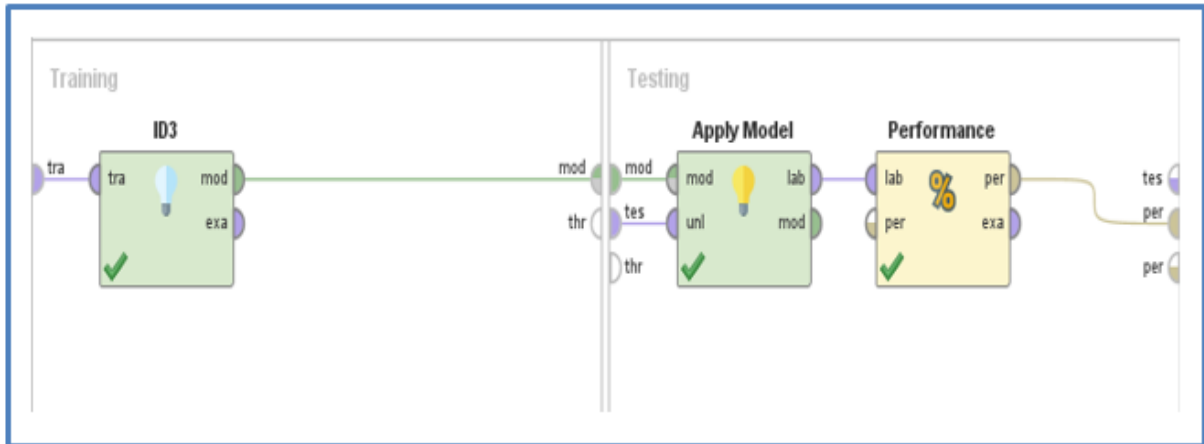 Training
Testing
ID3
Apply Model
Performance
tra
tra
mod
mod
mod
mod
lab
lab
per
tes
exa
thr
tes
unl
mod
per
exa
per
thr
per